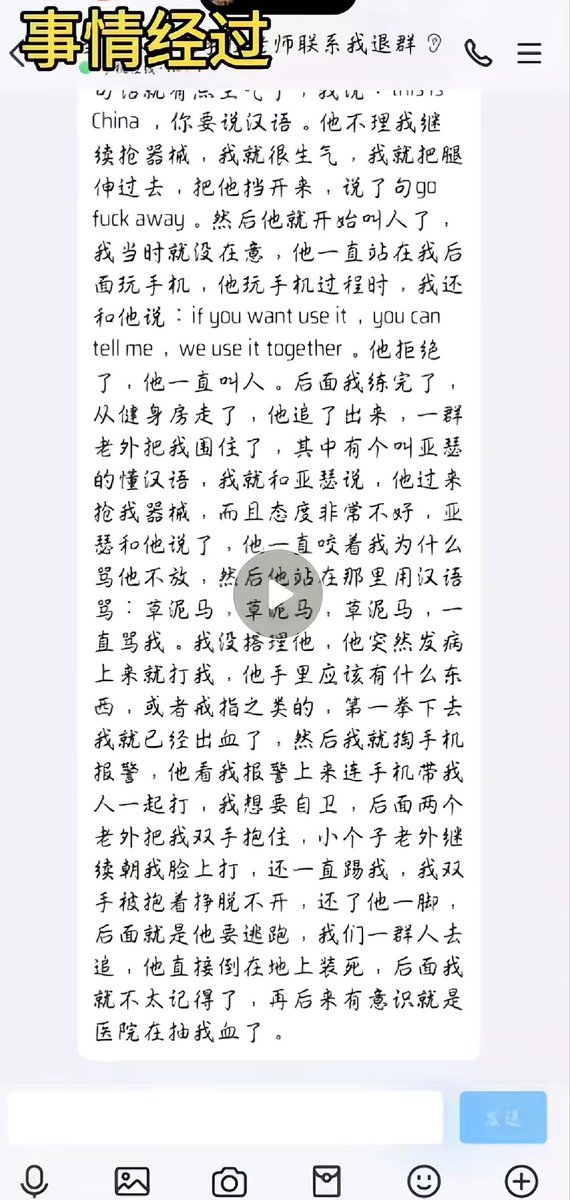 事情经过
师联系我退群
句话就有点生气了，我说：this is
China ，你要说汉语。他不理我继
续抢器械，我就很生气，我就把腿
伸过去，把他挡开来，说了句go
fuck away。然后他就开始叫人了，
我当时就没在意，他一直站在我后
面玩手机，他玩手机过程时，我还
和他说：if you want use it，you can
tell me，we use it together。他拒绝
了，他一直叫人。后面我练完了，
从健身房走了，他追了出来，一群
老外把我围住了，其中有个叫亚瑟
的懂汉语，我就和亚瑟说，他过来
抢我器械，而且态度非常不好，亚
瑟和他说了，他一直咬着我为什么
骂他不放，然后他站在那里用汉语
骂：草泥马，草泥马，草泥马，一
直骂我。我没搭理他，他突然发病
上来就打我，他手里应该有什么东
西，或者戒指之类的，第一拳下去
我就已经出血了，然后我就掏手机
报警，他看我报警上来连手机带我
人一起打，我想要自卫，后面两个
老外把我双手抱住，小个子老外继
续朝我脸上打，还一直踢我，我双
手被抱着挣脱不开，还了他一脚，
后面就是他要逃跑，我们一群人去
追，他直接倒在地上装死，后面我
就不太记得了，再后来有意识就是
医院在抽我血了。
发送